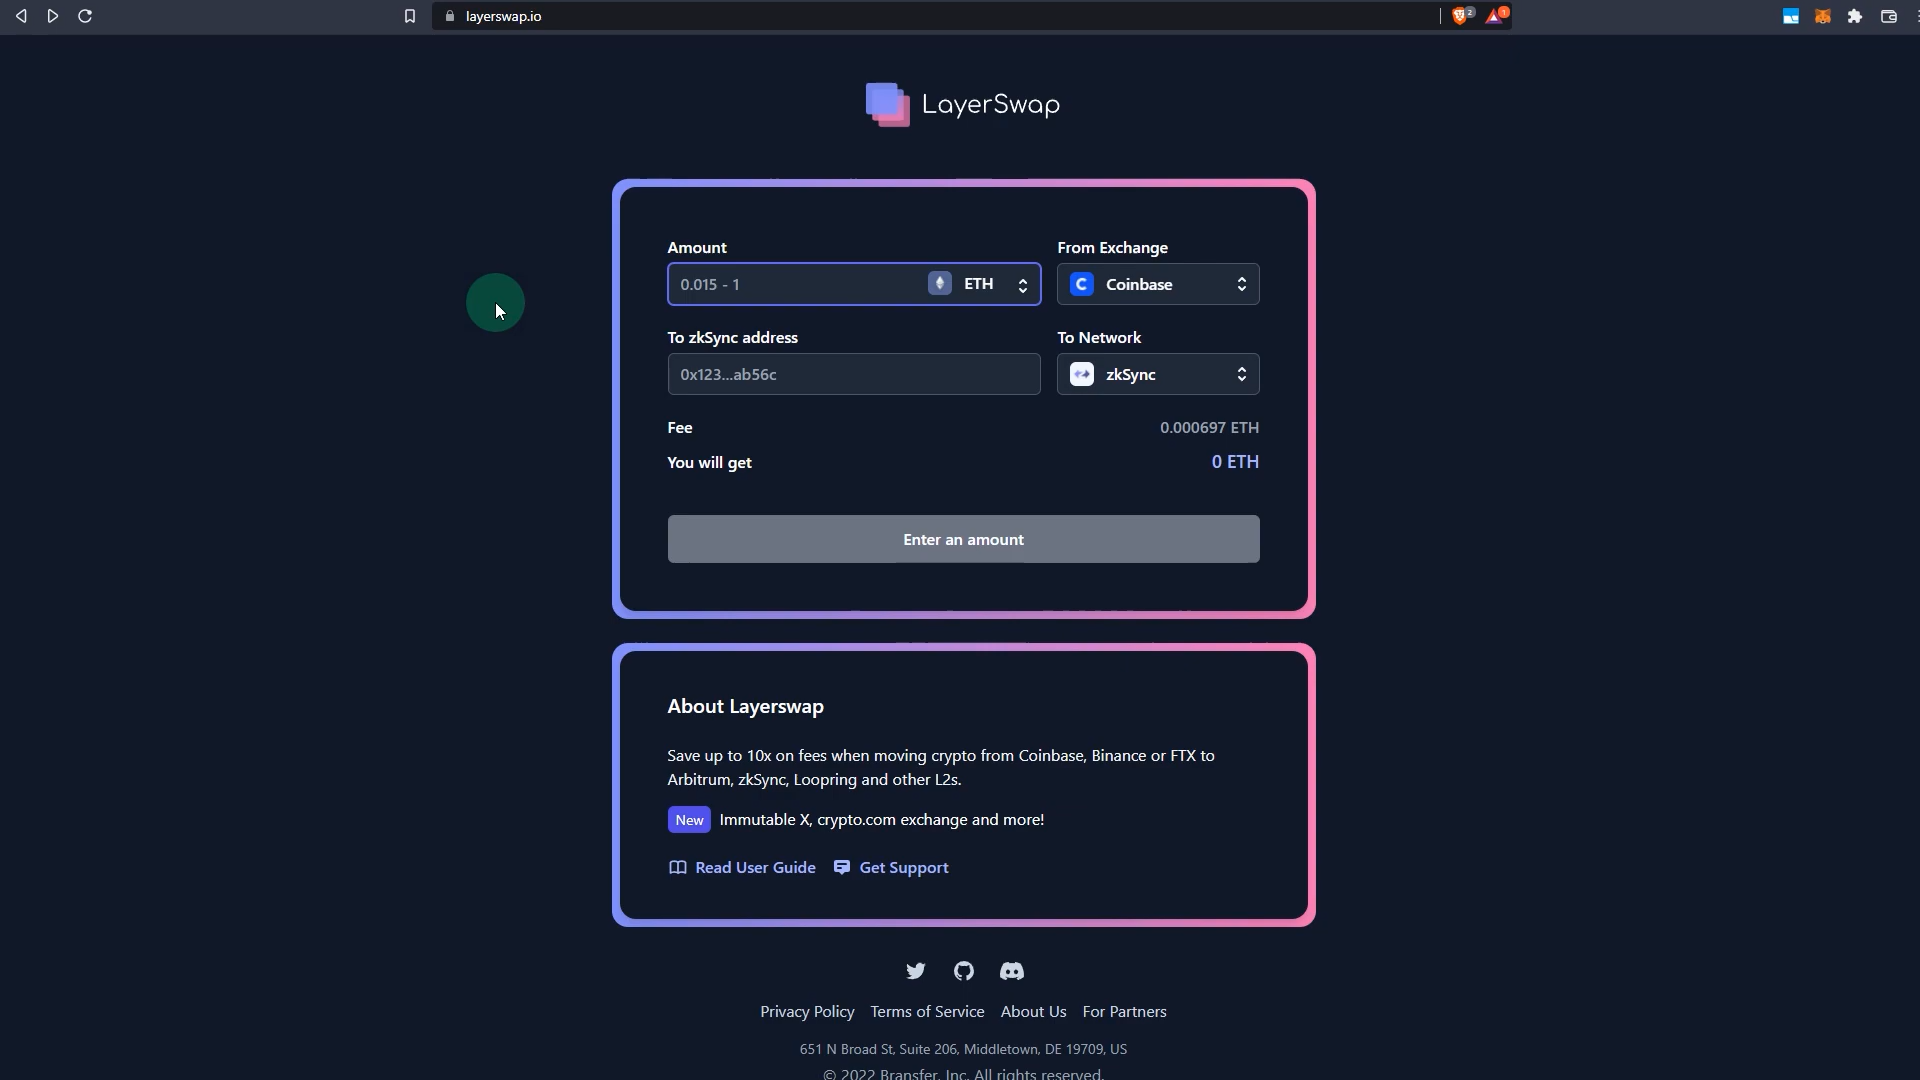 layerswap.io
2
1
LayerSwap
Amount
From Exchange
0.015 - 1
ETH
Coinbase
To zkSync address
To Network
0x123...ab56c
zkSync
Fee
0.000697 ETH
You will get
0 ETH
Enter an amount
About Layerswap
Save up to 10x on fees when moving crypto from Coinbase, Binance or FTX to
Arbitrum, zkSync, Loopring and other L2s.
New Immutable X, crypto.com exchange and more!
Read User Guide Get Support
Privacy Policy Terms of Service About Us For Partners
651 N Broad St, Suite 206, Middletown, DE 19709, US
© 2022 Bransfer, Inc. All rights reserved.